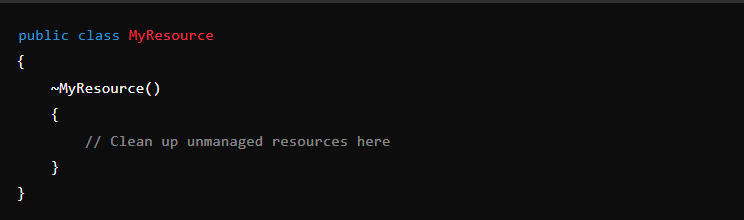 public class MyResource
{
    ~MyResource()
    {
        // Clean up unmanaged resources here
    }
}